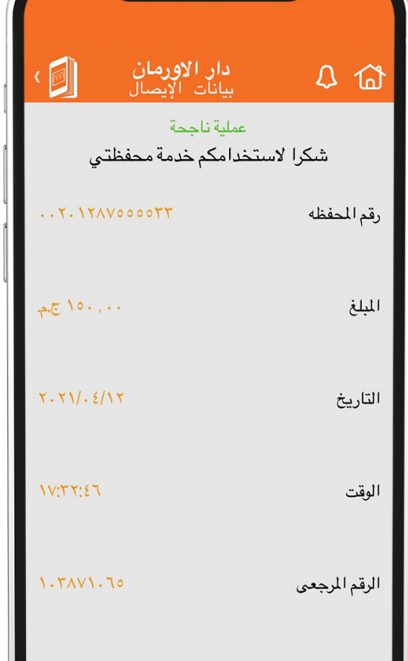 دار الاورمان
بيانات الإيصال
عملية ناجحة
شكرا لاستخدامكم خدمة محفظتي
رقم المحفظه ٠٠٢٠١٢٨٧٥٥٥٥٣٣
المبلغ ١٥٠,٠٠ ج.م.
التاريخ ٢٠٢١/٠٤/١٢
الوقت ١٧:٣٢:٤٦
الرقم المرجعى ١٠٣٨٧١٠٦٥